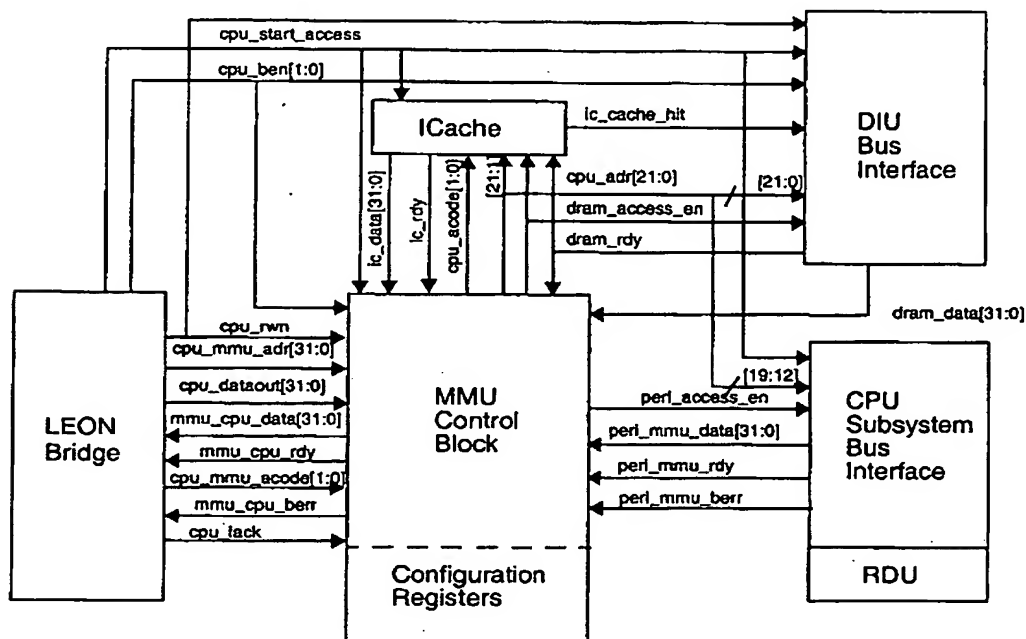 cpu_start_access
cpu_ben[1:0]
ICache
ic_cache_hit
DIU
Bus
Interface
ic_data[31:0]
ic_rdy
cpu_acode[1:0]
[21:1]
cpu_adr[21:0]
[21:0]
dram_access_en
dram_rdy
dram_data[31:0]
LEON
Bridge
cpu_rwn
cpu_mmu_adr[31:0]
cpu_dataout[31:0]
mmu_cpu_data[31:0]
mmu_cpu_rdy
cpu_mmu_acode[1:0]
mmu_cpu_berr
cpu_iack
MMU
Control
Block
Configuration
Registers
[19:12]
peri_access_en
peri_mmu_data[31:0]
peri_mmu_rdy
peri_mmu_berr
CPU
Subsystem
Bus
Interface
RDU